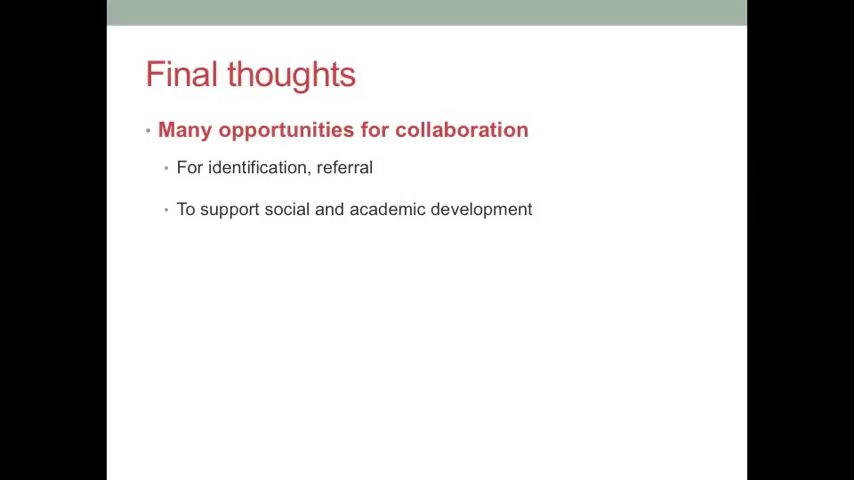 Final thoughts
• Many opportunities for collaboration
• For identification, referral
• To support social and academic development